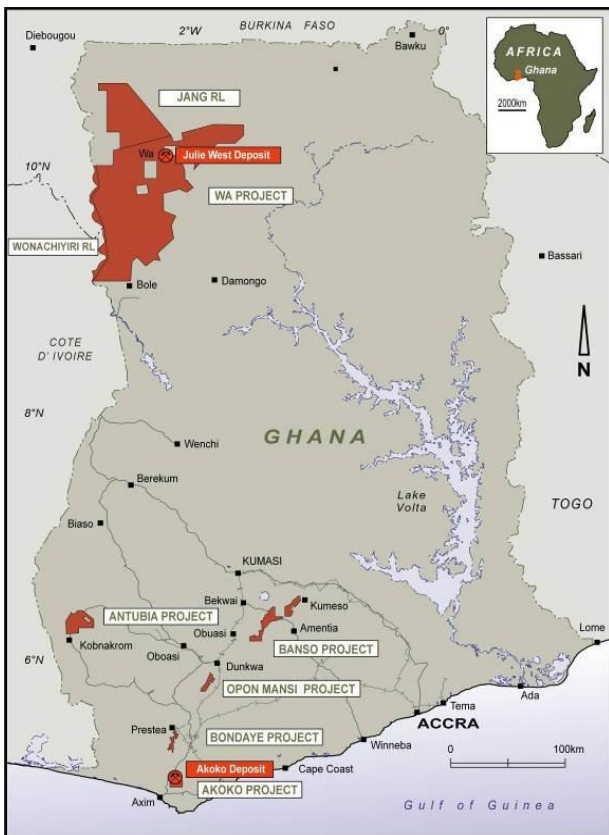 Diebougou
2°W
BURKINA FASO
0°
Bawku
AFRICA
Ghana
2000km
JANG RL
Wa
Julie West Deposit
10°N
WA PROJECT
WONACHIYIRI RL
Bassari
Bole
Damongo
N
COTE
D' IVOIRE
8°N
GHANA
Wenchi
Berekum
Lake
Volta
TOGO
Biaso
KUMASI
Bekwai
Kumeso
ANTUBIA PROJECT
Obuasi
Amentia
Lome
Kobnakrom
Oboasi
BANSO PROJECT
6°N
Dunkwa
OPON MANSI PROJECT
Ada
Tema
Prestea
ACCRA
BONDAYE PROJECT
Winneba
0
100km
Akoko Deposit
Cape Coast
AKOKO PROJECT
Axim
Gulf of Guinea